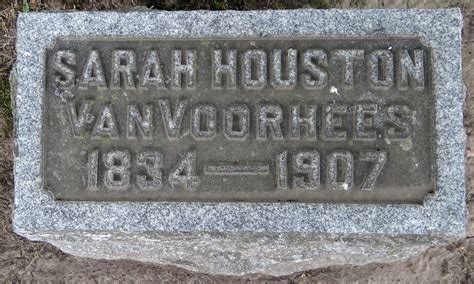 SARAH HOUSTON
VANVOORHEES
1834 — 1907